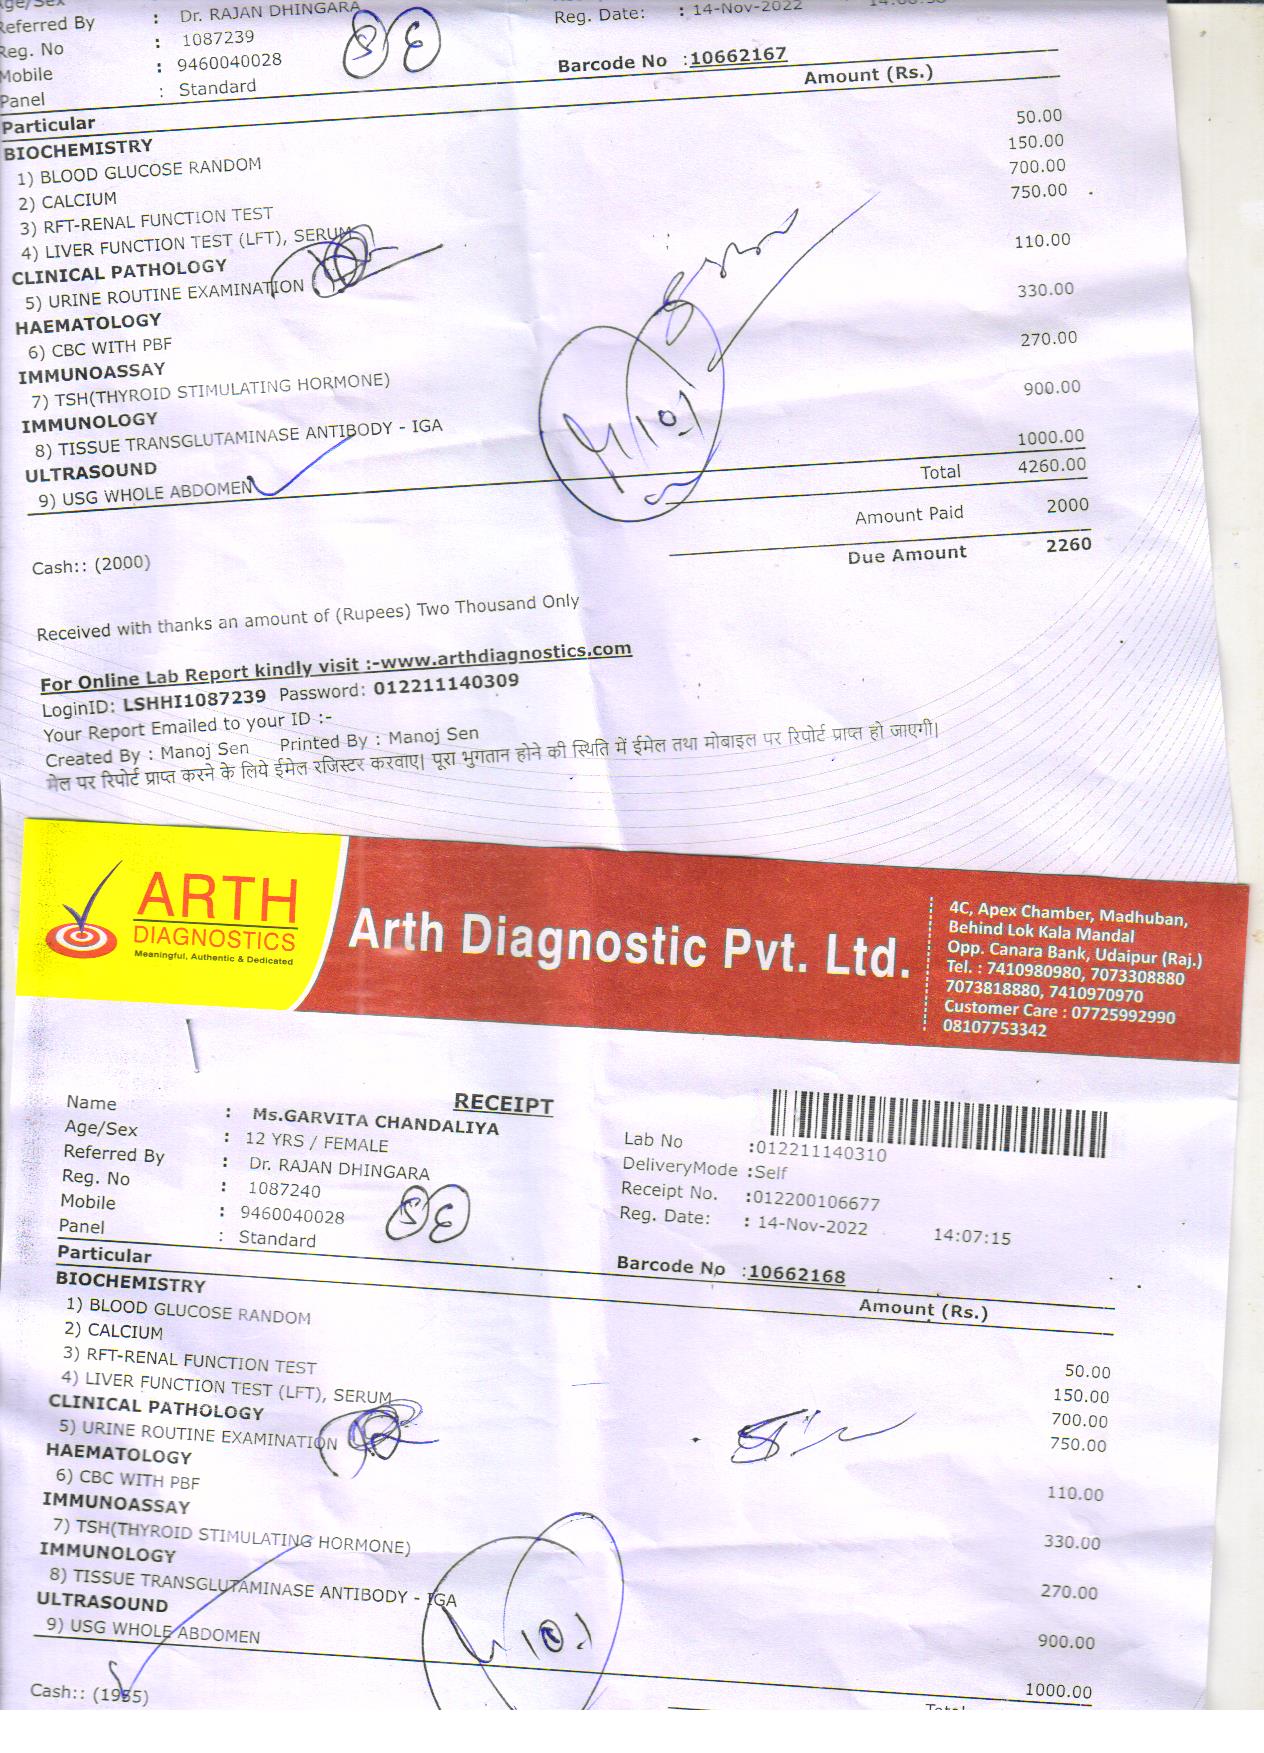 Age/Sex
Referred By : Dr. RAJAN DHINGARA Reg. Date: : 14-Nov-2022
Reg. No : 1087239
Mobile : 9460040028 Barcode No :10662167
Panel : Standard
Particular Amount (Rs.)
BIOCHEMISTRY
1) BLOOD GLUCOSE RANDOM 50.00
2) CALCIUM 150.00
3) RFT-RENAL FUNCTION TEST 700.00
4) LIVER FUNCTION TEST (LFT), SERUM 750.00
CLINICAL PATHOLOGY
5) URINE ROUTINE EXAMINATION 110.00
HAEMATOLOGY
6) CBC WITH PBF 330.00
IMMUNOASSAY
7) TSH(THYROID STIMULATING HORMONE) 270.00
IMMUNOLOGY
8) TISSUE TRANSGLUTAMINASE ANTIBODY - IGA 900.00
ULTRASOUND
9) USG WHOLE ABDOMEN 1000.00
Total 4260.00
Amount Paid 2000
Due Amount 2260
Cash:: (2000)
Received with thanks an amount of (Rupees) Two Thousand Only
For Online Lab Report kindly visit :-www.arthdiagnostics.com
LoginID: LSHHI1087239 Password: 012211140309
Your Report Emailed to your ID :-
Created By : Manoj Sen Printed By : Manoj Sen
मेल पर रिपोर्ट प्राप्त करने के लिये ईमेल रजिस्टर करवाए। पूरा भुगतान होने की स्थिति में ईमेल तथा मोबाइल पर रिपोर्ट प्राप्त हो जाएगी।
ARTH
DIAGNOSTICS
Meaningful, Authentic & Dedicated
Arth Diagnostic Pvt. Ltd.
4C, Apex Chamber, Madhuban,
Behind Lok Kala Mandal
Opp. Canara Bank, Udaipur (Raj.)
Tel. : 7410980980, 7073308880
7073818880, 7410970970
Customer Care : 07725992990
08107753342
RECEIPT
Name : Ms.GARVITA CHANDALIYA Lab No :012211140310
Age/Sex : 12 YRS / FEMALE DeliveryMode :Self
Referred By : Dr. RAJAN DHINGARA Receipt No. :012200106677
Reg. No : 1087240 Reg. Date: : 14-Nov-2022 14:07:15
Mobile : 9460040028
Panel : Standard Barcode No :10662168
Particular Amount (Rs.)
BIOCHEMISTRY
1) BLOOD GLUCOSE RANDOM 50.00
2) CALCIUM 150.00
3) RFT-RENAL FUNCTION TEST 700.00
4) LIVER FUNCTION TEST (LFT), SERUM 750.00
CLINICAL PATHOLOGY
5) URINE ROUTINE EXAMINATION 110.00
HAEMATOLOGY
6) CBC WITH PBF 330.00
IMMUNOASSAY
7) TSH(THYROID STIMULATING HORMONE) 270.00
IMMUNOLOGY
8) TISSUE TRANSGLUTAMINASE ANTIBODY - IGA 900.00
ULTRASOUND
9) USG WHOLE ABDOMEN 1000.00
Cash:: (1955)